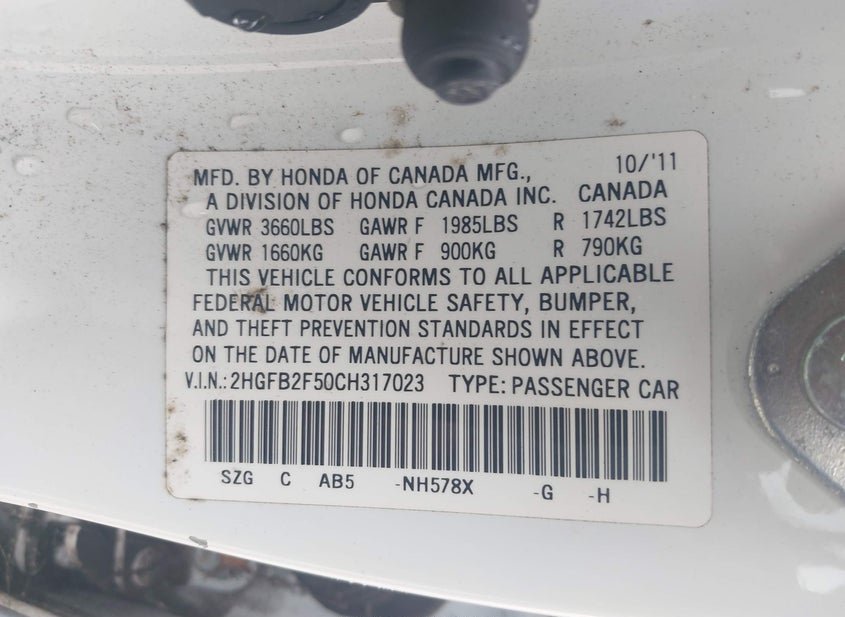 MFD. BY HONDA OF CANADA MFG., 10/'11
A DIVISION OF HONDA CANADA INC. CANADA
GVWR 3660LBS GAWR F 1985LBS R 1742LBS
GVWR 1660KG GAWR F 900KG R 790KG
THIS VEHICLE CONFORMS TO ALL APPLICABLE
FEDERAL MOTOR VEHICLE SAFETY, BUMPER,
AND THEFT PREVENTION STANDARDS IN EFFECT
ON THE DATE OF MANUFACTURE SHOWN ABOVE.
V.I.N.: 2HGFB2F50CH317023 TYPE: PASSENGER CAR
SZG C AB5 -NH578X -G -H